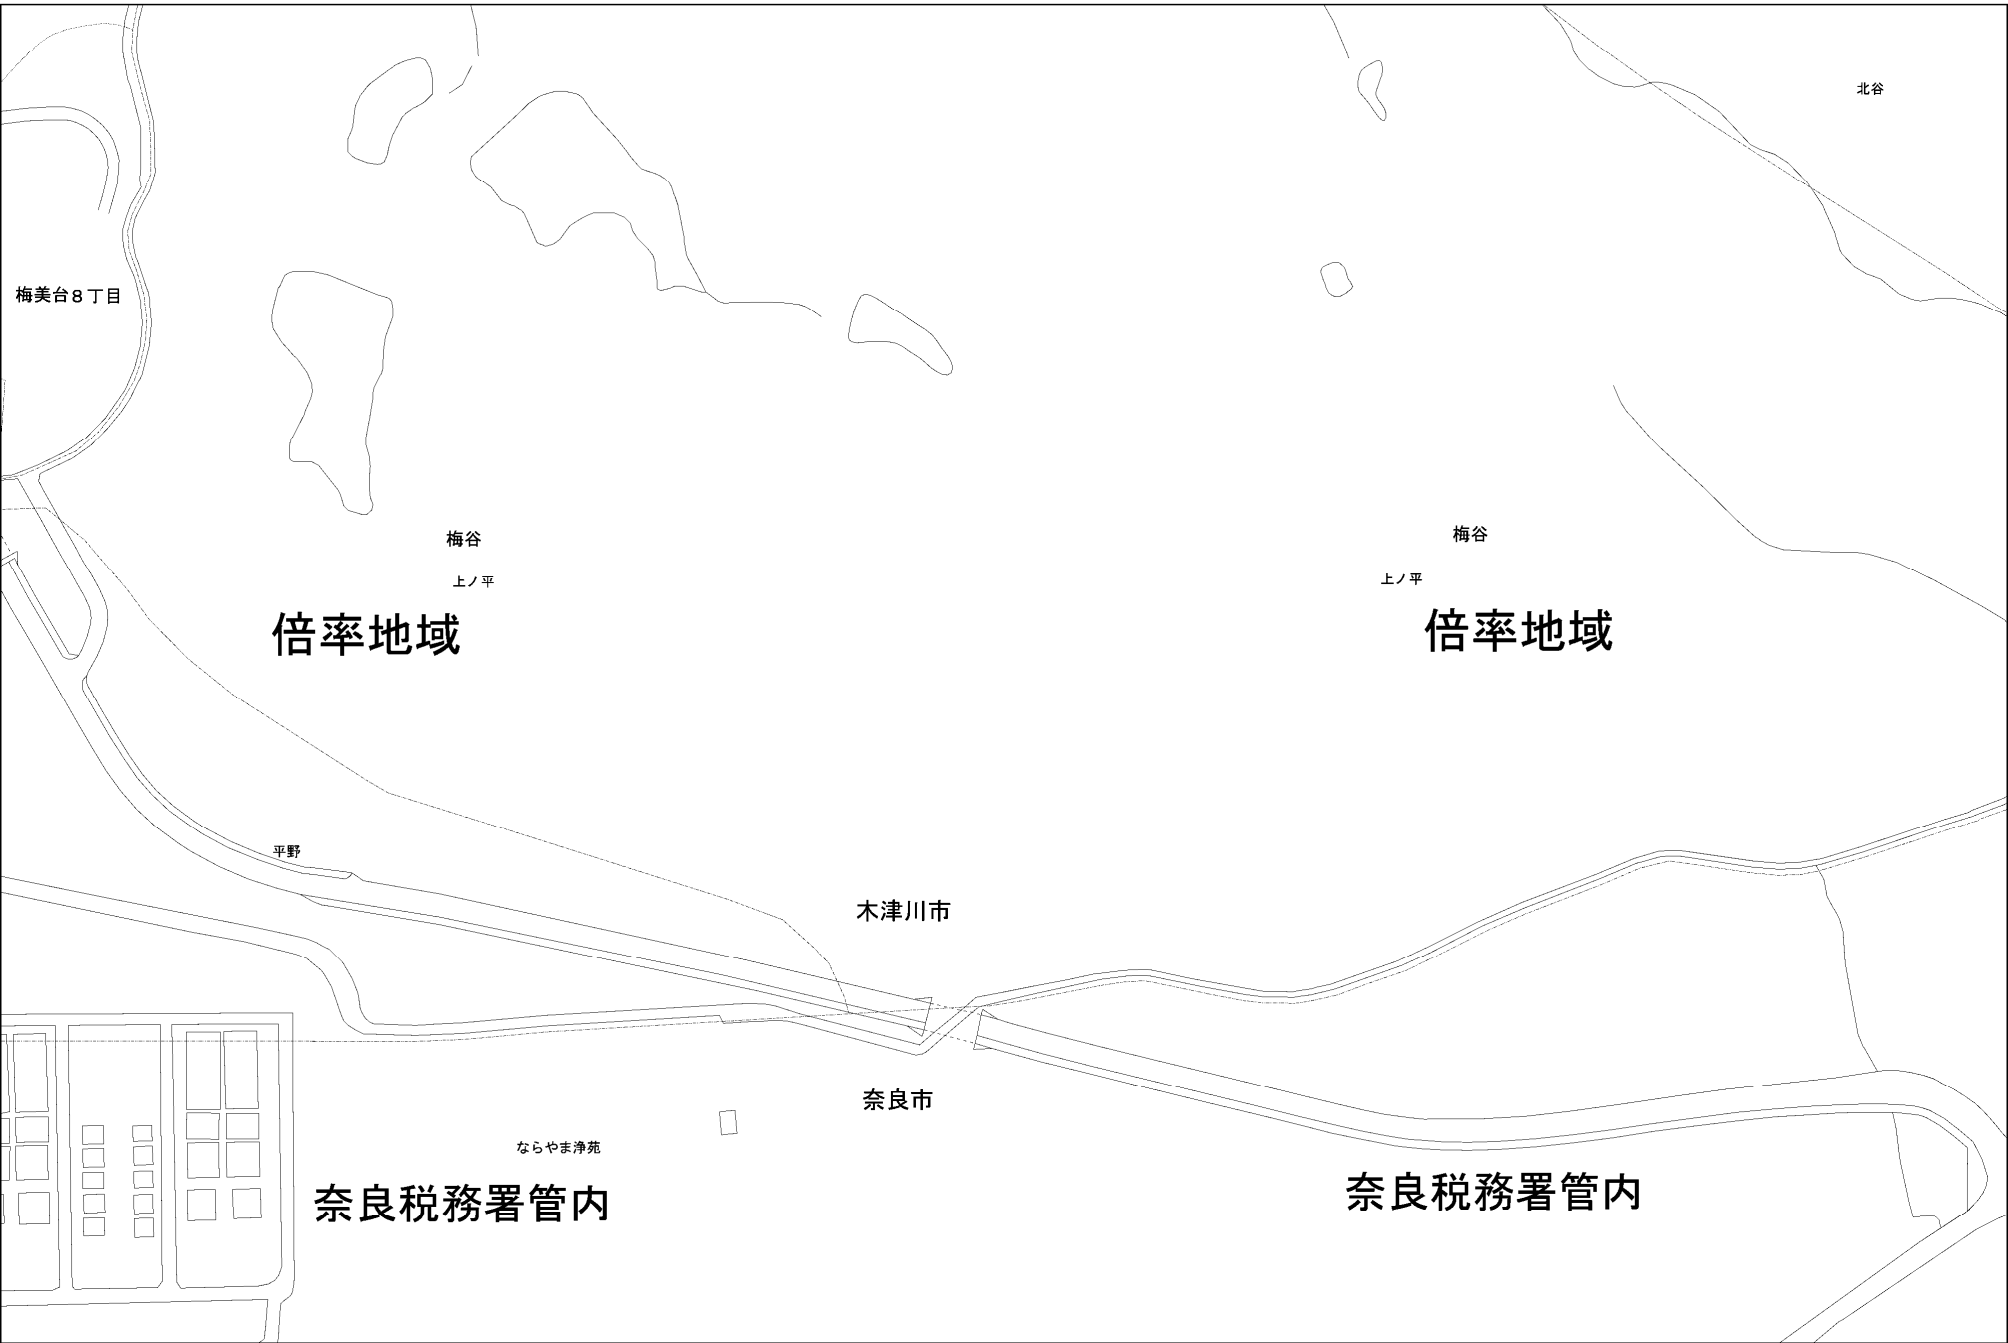 北谷
梅美台８丁目
梅谷
上ノ平
倍率地域
梅谷
上ノ平
倍率地域
平野
木津川市
奈良市
ならやま浄苑
奈良税務署管内
奈良税務署管内